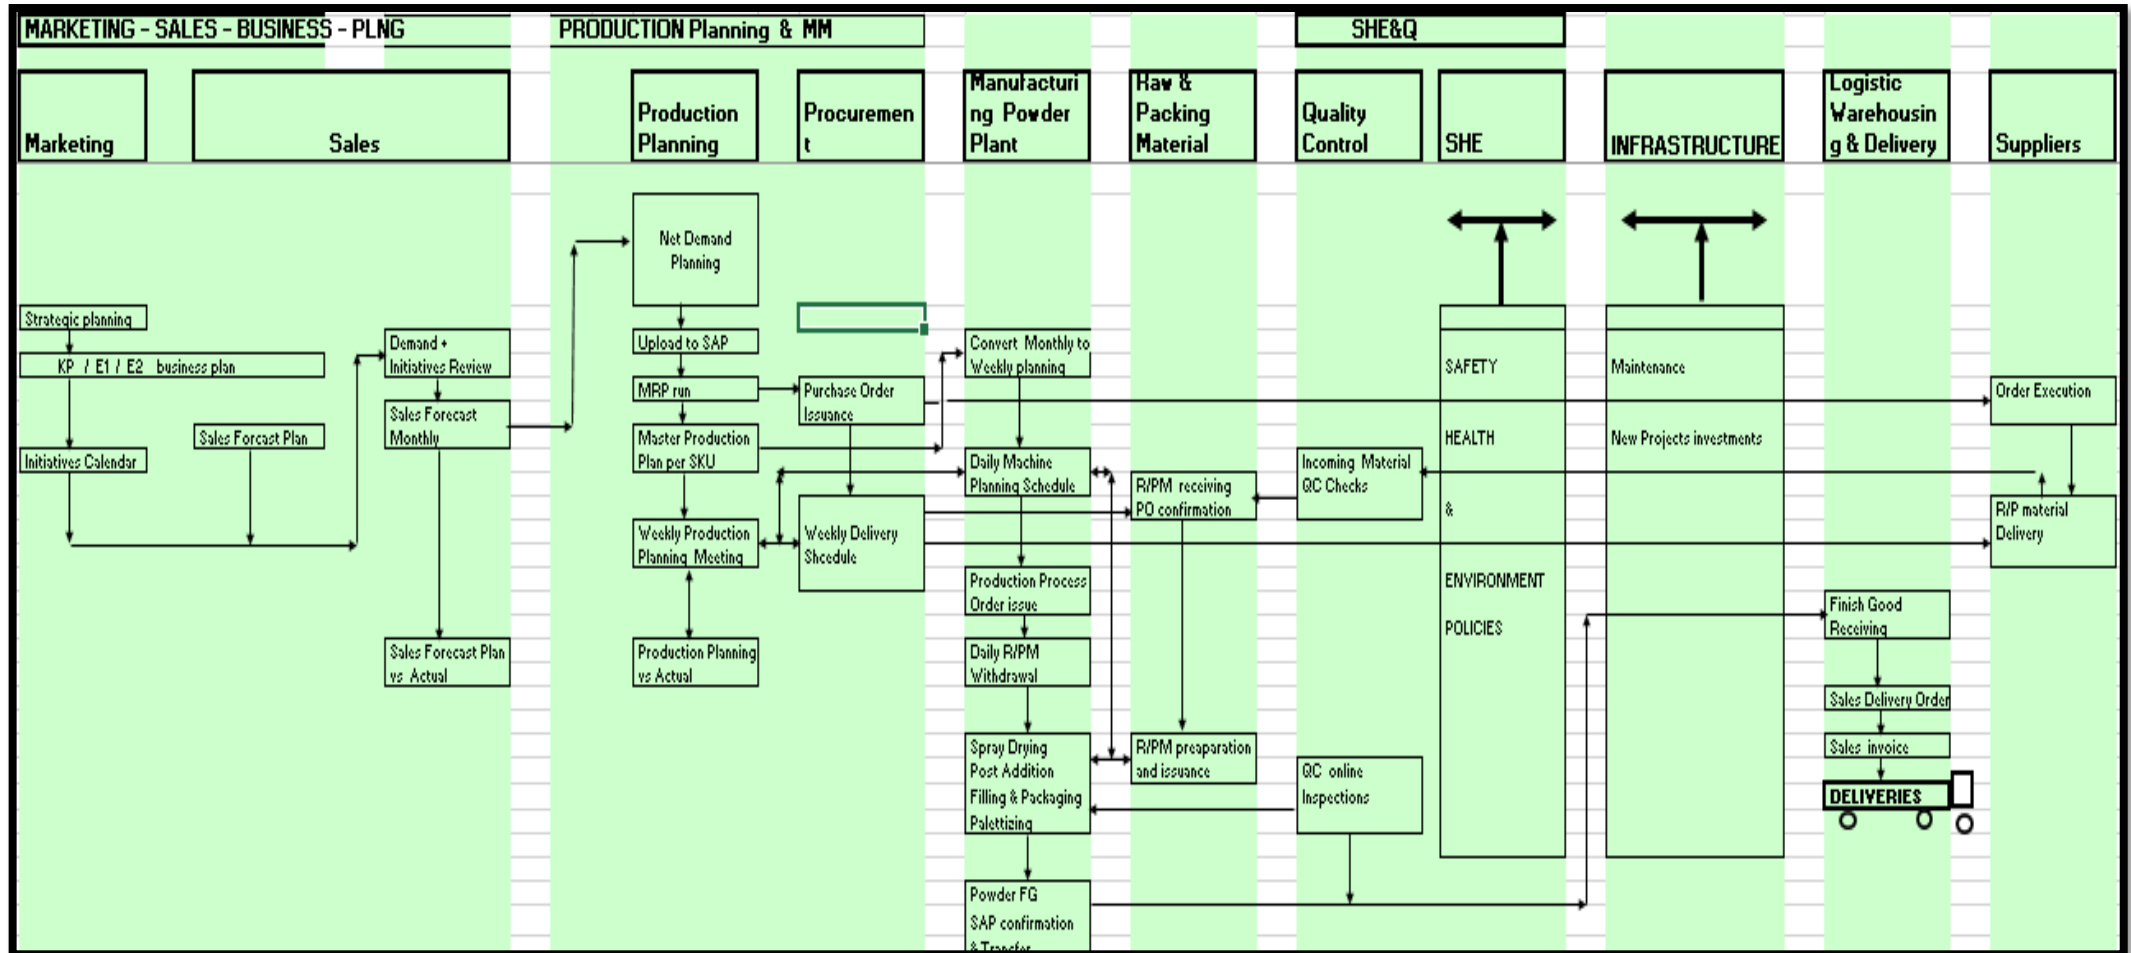 MARKETING - SALES - BUSINESS - PLNG
PRODUCTION Planning & MM
SHE&Q
Marketing
Sales
Production
Planning
Procuremen
t
Manufacturi
ng Powder
Plant
Raw &
Packing
Material
Quality
Control
SHE
INFRASTRUCTURE
Logistic
Warehousin
g & Delivery
Suppliers
Strategic planning
KP / E1 / E2 business plan
Initiatives Calendar
Sales Forcast Plan
Demand +
Initiatives Review
Sales Forecast
Monthly
Sales Forecast Plan
vs Actual
Net Demand
Planning
Upload to SAP
MRP run
Master Production
Plan per SKU
Weekly Production
Planning Meeting
Production Planning
vs Actual
Purchase Order
Issuance
Weekly Delivery
Shcedule
Convert Monthly to
Weekly planning
Daily Machine
Planning Schedule
Production Process
Order issue
Daily R/PM
Withdrawal
Spray Drying
Post Addition
Filling & Packaging
Palettizing
Powder FG
SAP confirmation
& Transfer
R/PM receiving
PO confirmation
R/PM preaparation
and issuance
Incoming Material
QC Checks
QC online
Inspections
SAFETY
HEALTH
&
ENVIRONMENT
POLICIES
Maintenance
New Projects investments
Finish Good
Receiving
Sales Delivery Order
Sales invoice
DELIVERIES
Order Execution
R/P material
Delivery